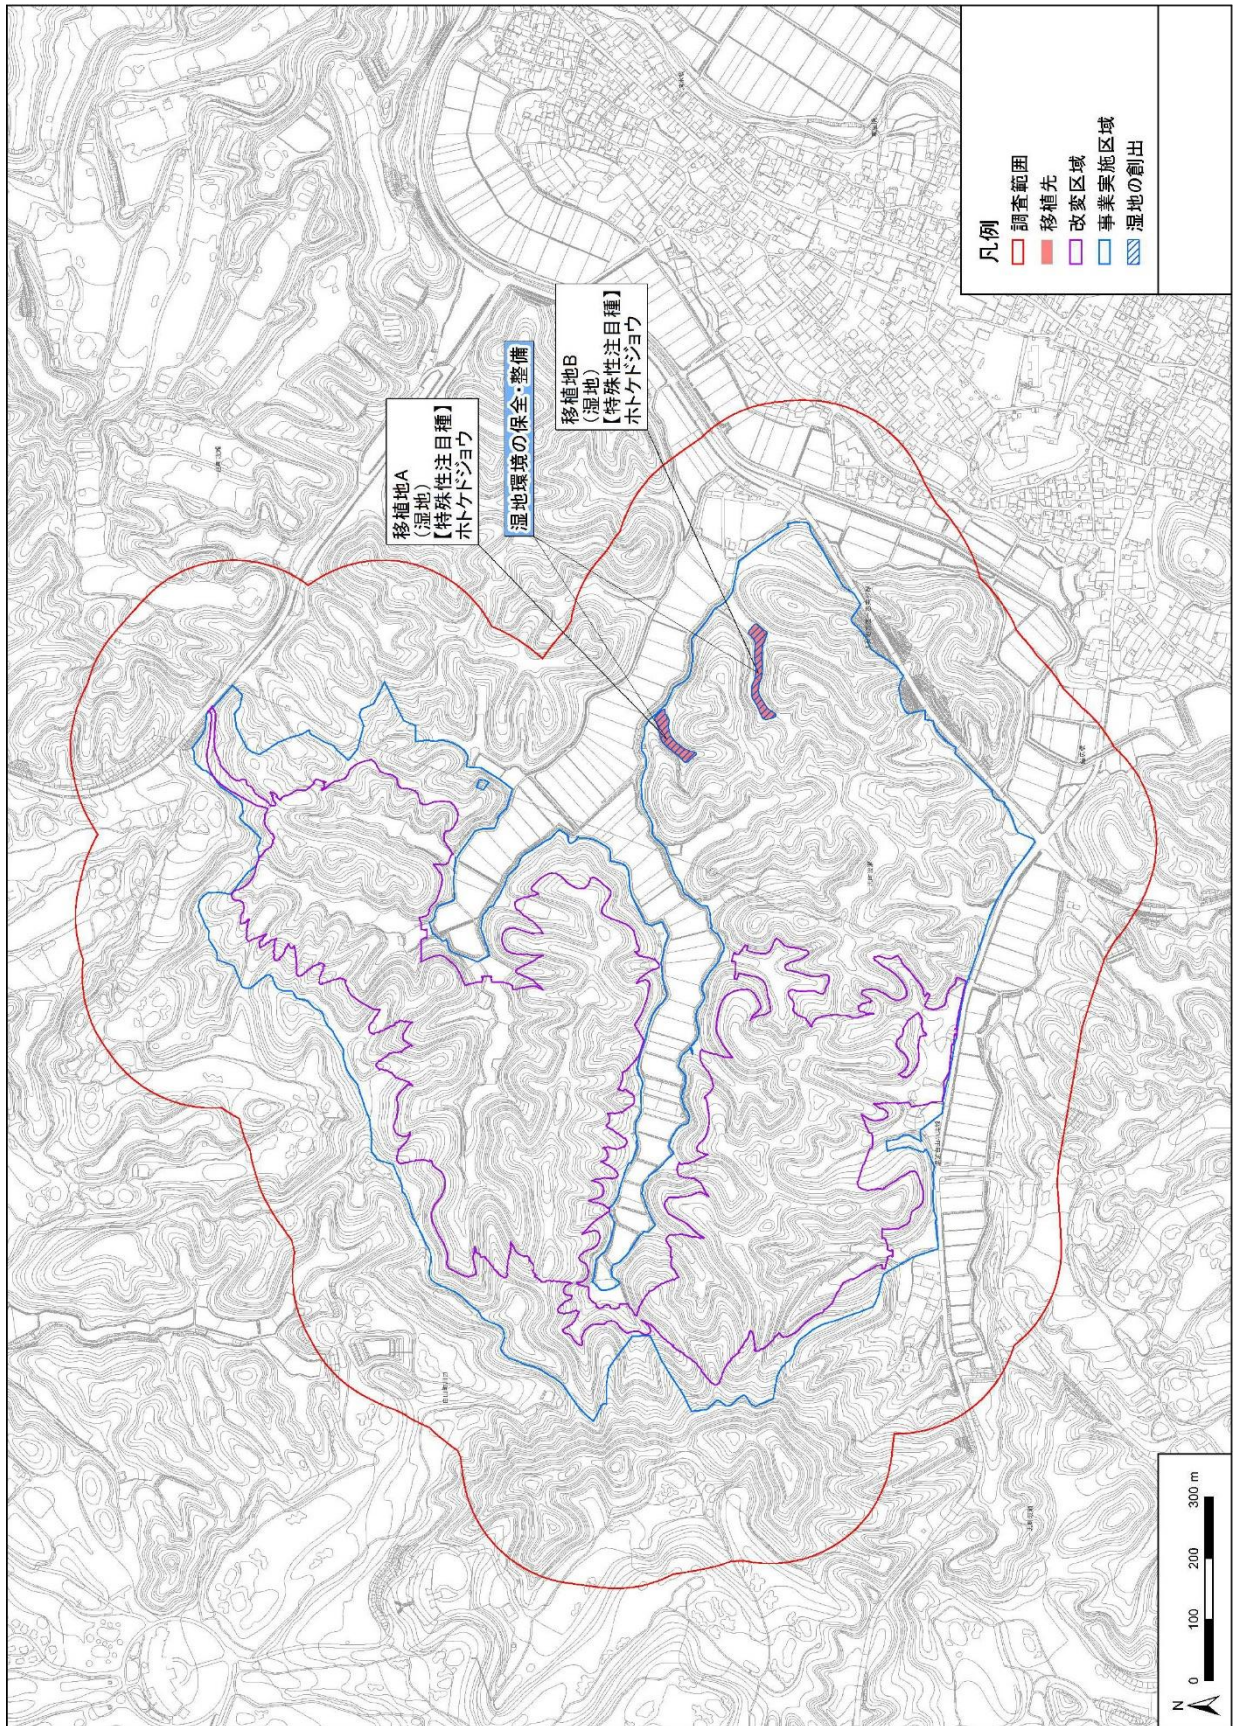 移植地A
（湿地）
【特殊性注目種】
ホトケドジョウ
湿地環境の保全・整備
移植地B
（湿地）
【特殊性注目種】
ホトケドジョウ
凡例
調査範囲
移植先
改変区域
事業実施区域
湿地の創出
N
0 100 200 300 m